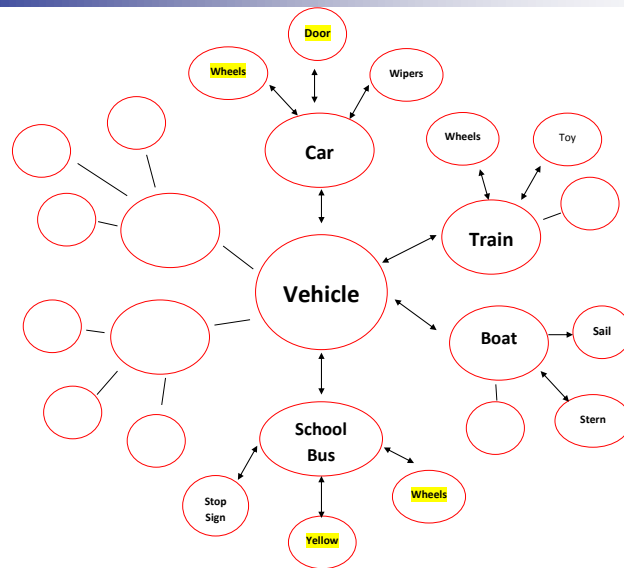 Door
Wheels
Wipers
Car
Wheels
Toy
Train
Vehicle
Boat
Sail
Stern
School
Bus
Stop
Sign
Wheels
Yellow